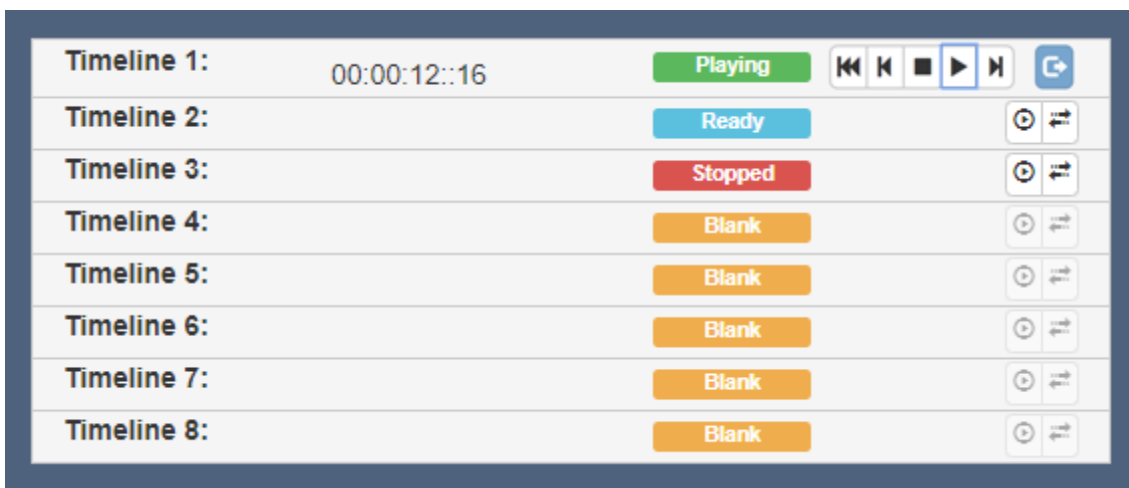 Timeline 1: 00:00:12::16 Playing
Timeline 2: Ready
Timeline 3: Stopped
Timeline 4: Blank
Timeline 5: Blank
Timeline 6: Blank
Timeline 7: Blank
Timeline 8: Blank